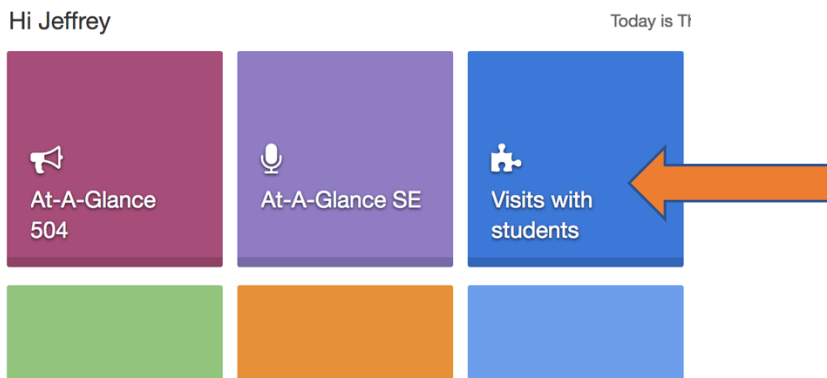 Hi Jeffrey
Today is Th
At-A-Glance
504
At-A-Glance SE
Visits with
students